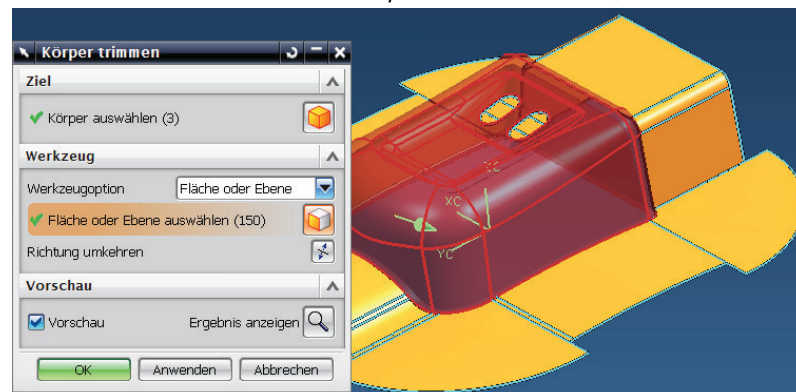 Körper trimmen
Ziel
Körper auswählen (3)
Werkzeug
Werkzeugoption Fläche oder Ebene
Fläche oder Ebene auswählen (150)
Richtung umkehren
Vorschau
Vorschau Ergebnis anzeigen
OK Anwenden Abbrechen
XC
YC